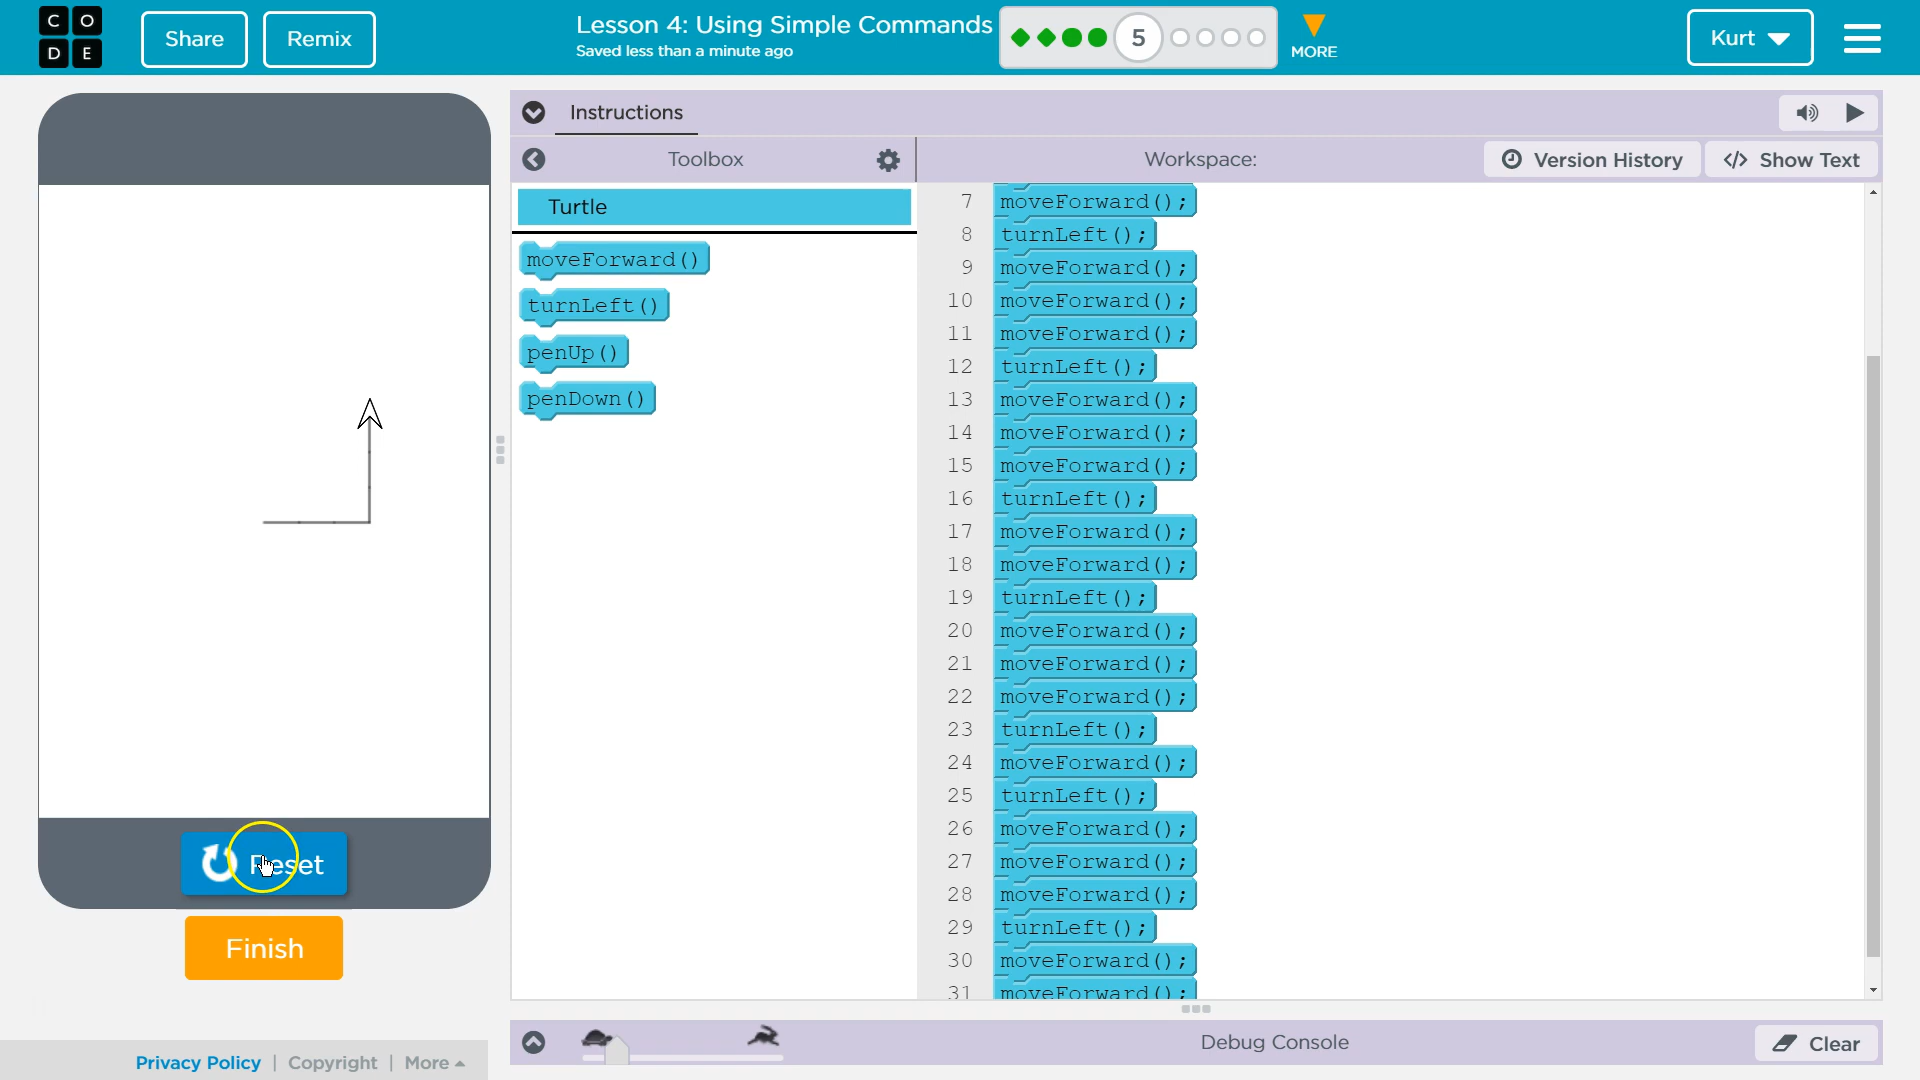 C O
D E
Share
Remix
Lesson 4: Using Simple Commands
Saved less than a minute ago
5
MORE
Kurt
Instructions
Toolbox
Workspace:
Version History
</> Show Text
Turtle
moveForward()
turnLeft()
penUp()
penDown()
7 moveForward();
8 turnLeft();
9 moveForward();
10 moveForward();
11 moveForward();
12 turnLeft();
13 moveForward();
14 moveForward();
15 moveForward();
16 turnLeft();
17 moveForward();
18 moveForward();
19 turnLeft();
20 moveForward();
21 moveForward();
22 moveForward();
23 turnLeft();
24 moveForward();
25 turnLeft();
26 moveForward();
27 moveForward();
28 moveForward();
29 turnLeft();
30 moveForward();
31 moveForward();
Reset
Finish
Debug Console
Clear
Privacy Policy | Copyright | More